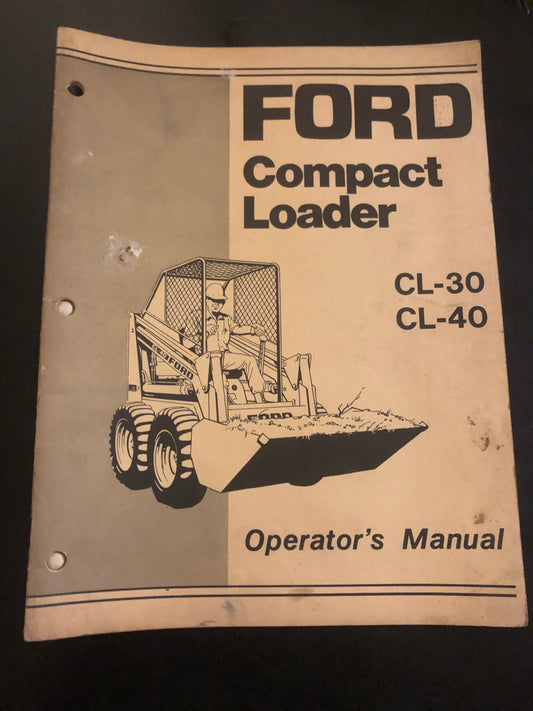 FORD
Compact
Loader
CL-30
CL-40
FORD
FORD
Operator's Manual